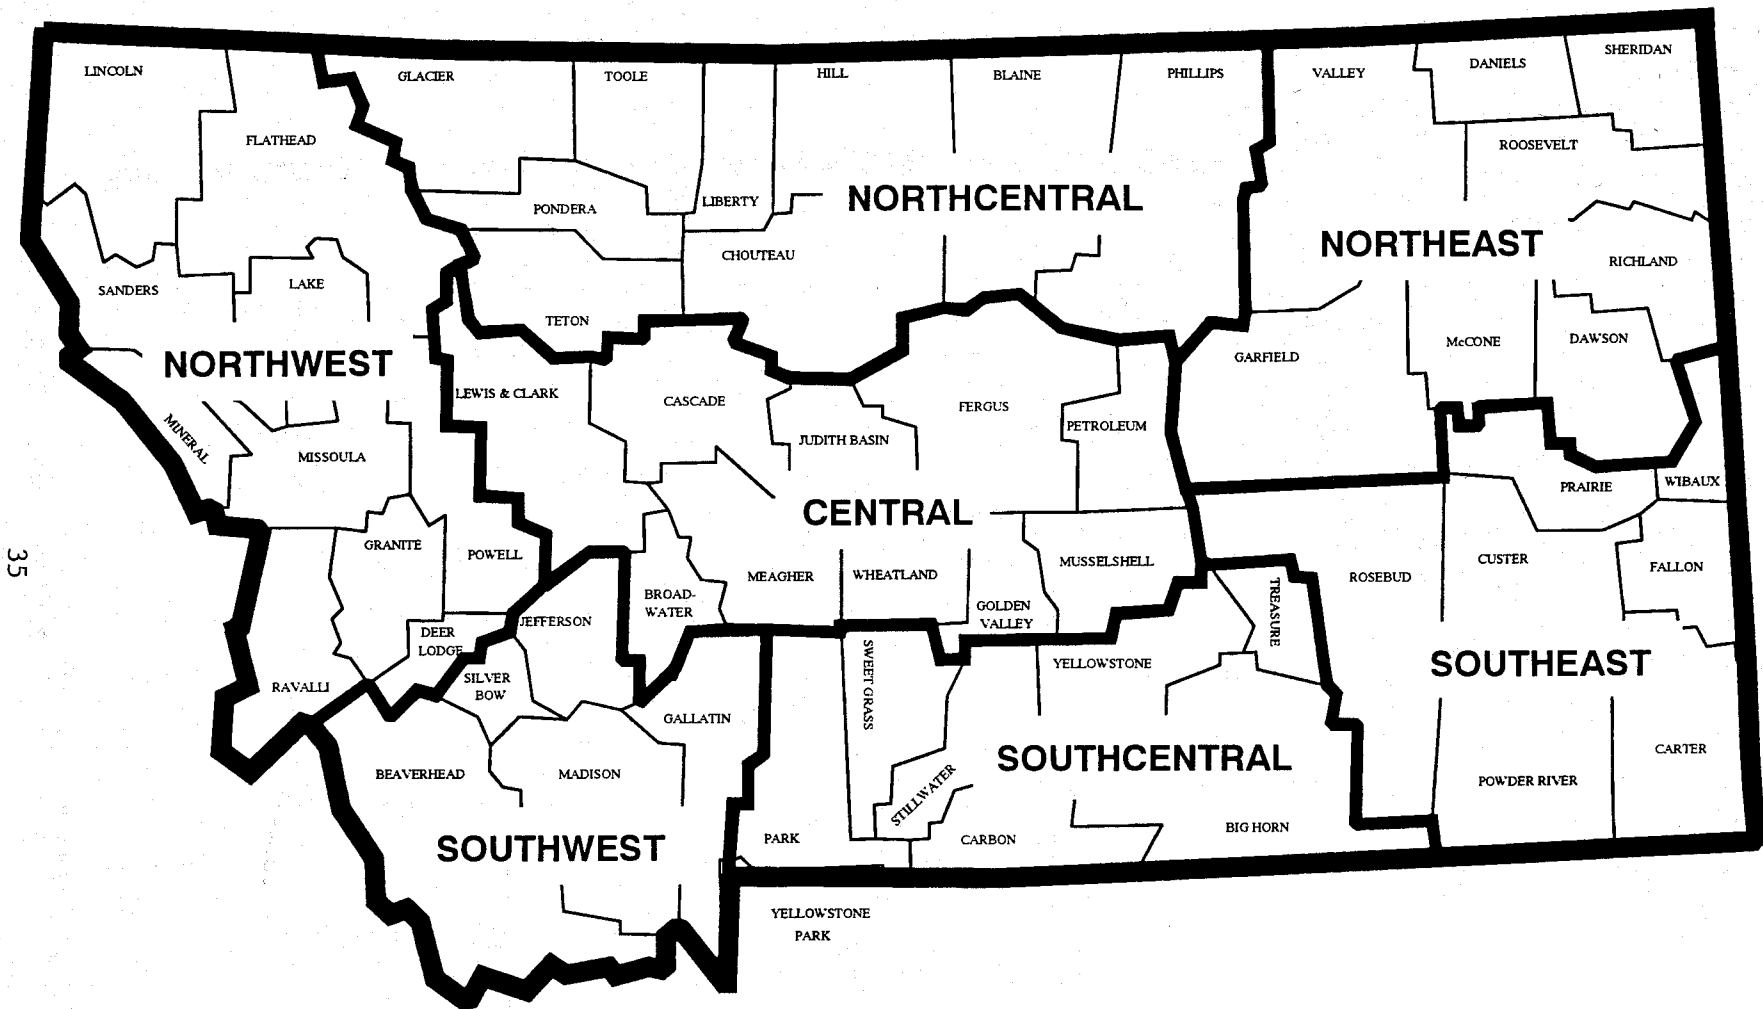 LINCOLN
GLACIER
TOOLE
HILL
BLAINE
PHILLIPS
VALLEY
DANIELS
SHERIDAN
FLATHEAD
ROOSEVELT
PONDERA
LIBERTY
NORTHCENTRAL
NORTHEAST
CHOUTEAU
RICHLAND
SANDERS
LAKE
TETON
NORTHWEST
GARFIELD
McCONE
DAWSON
LEWIS & CLARK
CASCADE
FERGUS
PETROLEUM
JUDITH BASIN
MINERAL
MISSOULA
CENTRAL
PRAIRIE
WIBAUX
GRANITE
POWELL
MEAGHER
WHEATLAND
MUSSELSHELL
ROSEBUD
CUSTER
FALLON
35
BROAD-
WATER
GOLDEN
VALLEY
TREASURE
JEFFERSON
DEER
LODGE
SILVER
BOW
RAVALLI
SWEET GRASS
YELLOWSTONE
SOUTHEAST
GALLATIN
BEAVERHEAD
MADISON
SOUTHCENTRAL
STILLWATER
CARTER
POWDER RIVER
SOUTHWEST
PARK
CARBON
BIG HORN
YELLOWSTONE
PARK